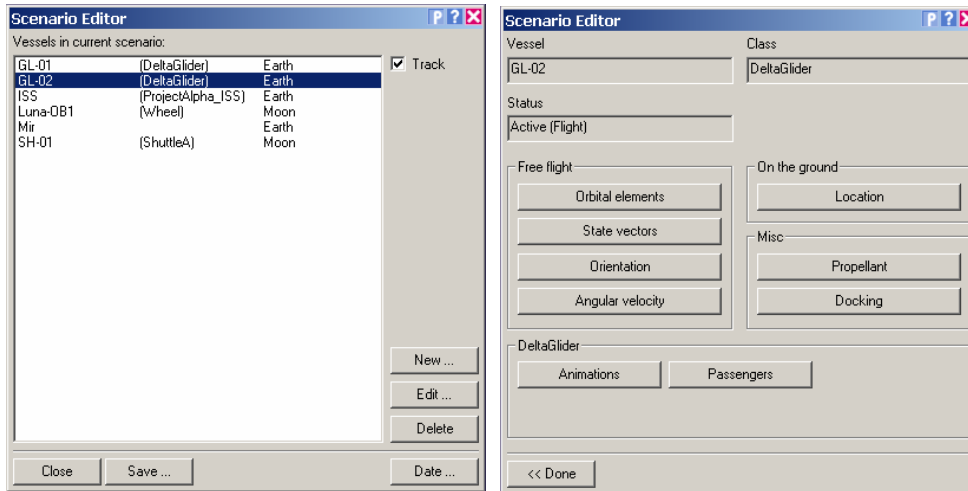 Scenario Editor P ?
Vessels in current scenario:
GL-01 (DeltaGlider) Earth
GL-02 (DeltaGlider) Earth
ISS (ProjectAlpha_ISS) Earth
Luna-OB1 (Wheel) Moon
Mir Earth
SH-01 (ShuttleA) Moon
Track
New ...
Edit ...
Delete
Close Save ... Date ...
Scenario Editor P ?
Vessel Class
GL-02 DeltaGlider
Status
Active (Flight)
Free flight
Orbital elements
State vectors
Orientation
Angular velocity
On the ground
Location
Misc
Propellant
Docking
DeltaGlider
Animations Passengers
<< Done